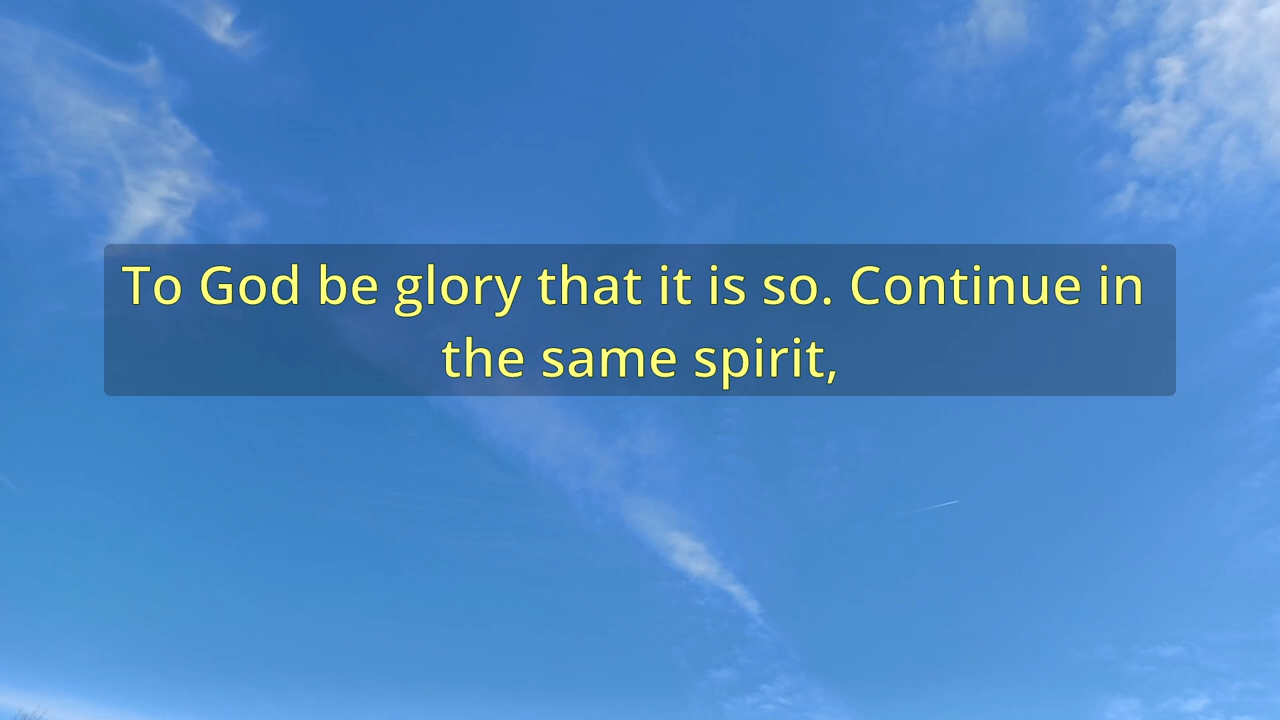 To God be glory that it is so. Continue in
the same spirit,